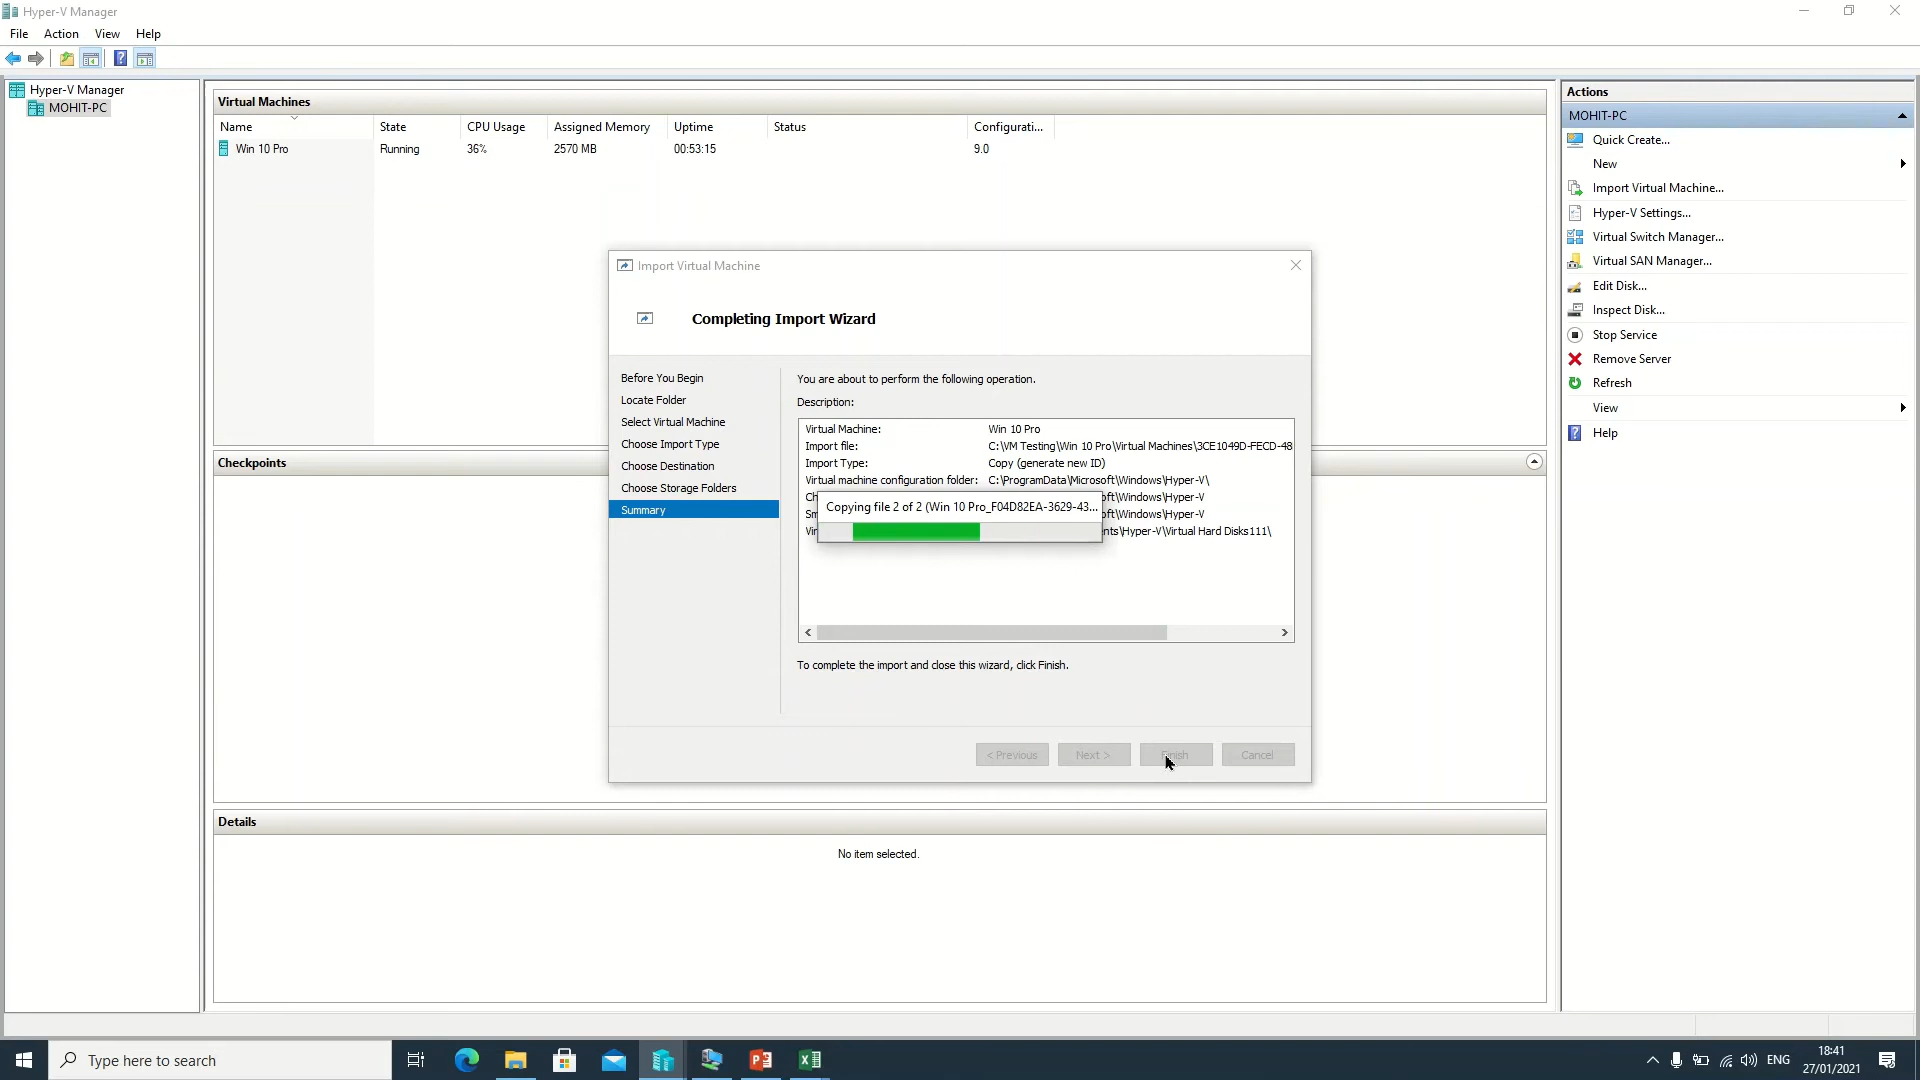 Hyper-V Manager
File Action View Help
Hyper-V Manager
MOHIT-PC
Virtual Machines
Name State CPU Usage Assigned Memory Uptime Status Configurati...
Win 10 Pro Running 36% 2570 MB 00:53:15 9.0
Import Virtual Machine
Completing Import Wizard
Before You Begin
Locate Folder
Select Virtual Machine
Choose Import Type
Choose Destination
Choose Storage Folders
Summary
You are about to perform the following operation.
Description:
Virtual Machine: Win 10 Pro
Import file: C:\VM Testing\Win 10 Pro\Virtual Machines\3CE1049D-FECD-48
Import Type: Copy (generate new ID)
Virtual machine configuration folder: C:\ProgramData\Microsoft\Windows\Hyper-V\
Ch oft\Windows\Hyper-V
Sm oft\Windows\Hyper-V
Vir nts\Hyper-V\Virtual Hard Disks111\
Copying file 2 of 2 (Win 10 Pro_F04D82EA-3629-43...
To complete the import and close this wizard, click Finish.
< Previous Next > Finish Cancel
Checkpoints
Details
No item selected.
Actions
MOHIT-PC
Quick Create...
New
Import Virtual Machine...
Hyper-V Settings...
Virtual Switch Manager...
Virtual SAN Manager...
Edit Disk...
Inspect Disk...
Stop Service
Remove Server
Refresh
View
Help
Type here to search
ENG
18:41
27/01/2021